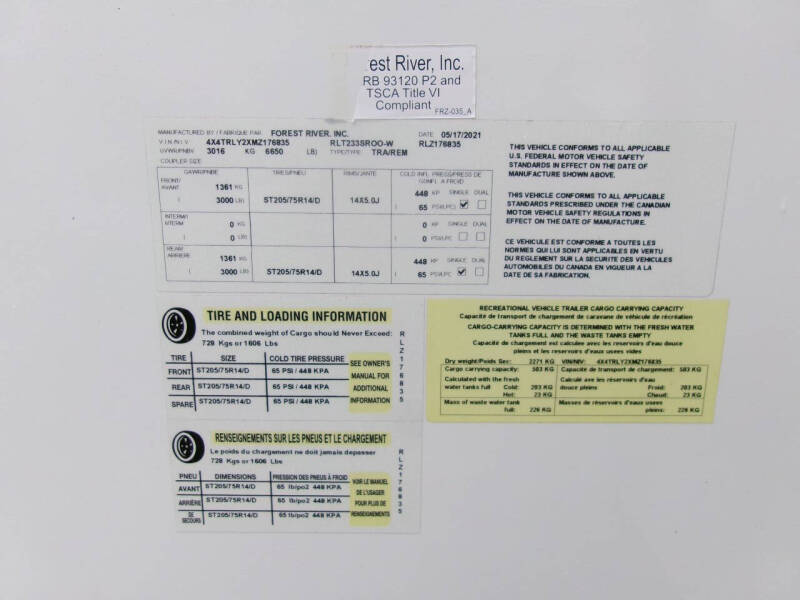 est River, Inc.
RB 93120 P2 and
TSCA Title VI
Compliant FRZ-035_A
MANUFACTURED BY / FABRIQUE PAR FOREST RIVER, INC. DATE 05/17/2021
V.I.N./N.I.V. 4X4TRLY2XMZ176835 RLT233SROO-W RLZ176835
GVWR/PNBV 3016 KG 6650 LB) TYPE/TYPE TRA/REM
COUPLER SIZE
GAWR/PNBE TIRES/PNEU RIMS/JANTE COLD INFL PRESS/PRESS DE GONFL A FROID
FRONT/ AVANT 1361 KG 448 KP SINGLE DUAL
( 3000 LB) ST205/75R14/D 14X5.0J ( 65 PSI/LPC)
INTERM/ INTERM 0 KG 0 KP SINGLE DUAL
( 0 LB) ( 0 PSI/LPC
REAR/ ARRIERE 1361 KG 448 KP SINGLE DUAL
( 3000 LB) ST205/75R14/D 14X5.0J ( 65 PSI/LPC
THIS VEHICLE CONFORMS TO ALL APPLICABLE
U.S. FEDERAL MOTOR VEHICLE SAFETY
STANDARDS IN EFFECT ON THE DATE OF
MANUFACTURE SHOWN ABOVE.
THIS VEHICLE CONFORMS TO ALL APPLICABLE
STANDARDS PRESCRIBED UNDER THE CANADIAN
MOTOR VEHICLE SAFETY REGULATIONS IN
EFFECT ON THE DATE OF MANUFACTURE.
CE VEHICULE EST CONFORME A TOUTES LES
NORMES QUI LUI SONT APPLICABLES EN VERTU
DU REGLEMENT SUR LA SECURITE DES VEHICULES
AUTOMOBILES DU CANADA EN VIGUEUR A LA
DATE DE SA FABRICATION.
TIRE AND LOADING INFORMATION
The combined weight of Cargo should Never Exceed:
728 Kgs or 1606 Lbs
TIRE SIZE COLD TIRE PRESSURE
FRONT ST205/75R14/D 65 PSI / 448 KPA
REAR ST205/75R14/D 65 PSI / 448 KPA
SPARE ST205/75R14/D 65 PSI / 448 KPA
SEE OWNER'S
MANUAL FOR
ADDITIONAL
INFORMATION
RLZ176835
RECREATIONAL VEHICLE TRAILER CARGO CARRYING CAPACITY
Capacité de transport de chargement de caravane de véhicule de récréation
CARGO-CARRYING CAPACITY IS DETERMINED WITH THE FRESH WATER
TANKS FULL AND THE WASTE TANKS EMPTY
Capacité de chargement est calculée avec les reservoirs d'eau douce
pleins et les reservoirs d'eaux usees vides
Dry weight/Poids Sec: 2271 KG VIN/NIV: 4X4TRLY2XMZ176835
Cargo carrying capacity: 583 KG Capacite de transport de chargement: 583 KG
Calculated with the fresh Calculé avec les réservoirs d'eau
water tanks full: Cold: 203 KG douce pleins: Froid: 203 KG
Hot: 23 KG Chaud: 23 KG
Mass of waste water tank Masses de réservoirs d'eaux usees
full: 226 KG pleins: 226 KG
RENSEIGNEMENTS SUR LES PNEUS ET LE CHARGEMENT
Le poids du chargement ne doit jamais depasser
728 Kgs or 1606 Lbs
PNEU DIMENSIONS PRESSION DES PNEUS À FROID
AVANT ST205/75R14/D 65 lb/po2 448 KPA
ARRIÈRE ST205/75R14/D 65 lb/po2 448 KPA
DE SECOURS ST205/75R14/D 65 lb/po2 448 KPA
VOIR LE MANUEL
DE L'USAGER
POUR PLUS DE
RENSEIGNEMENTS
RLZ176835